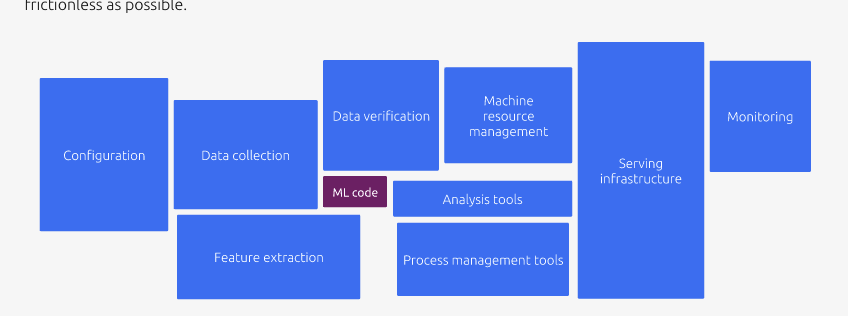 frictionless as possible.
Configuration
Data collection
Data verification
Machine
resource
management
Serving
infrastructure
Monitoring
ML code
Analysis tools
Feature extraction
Process management tools